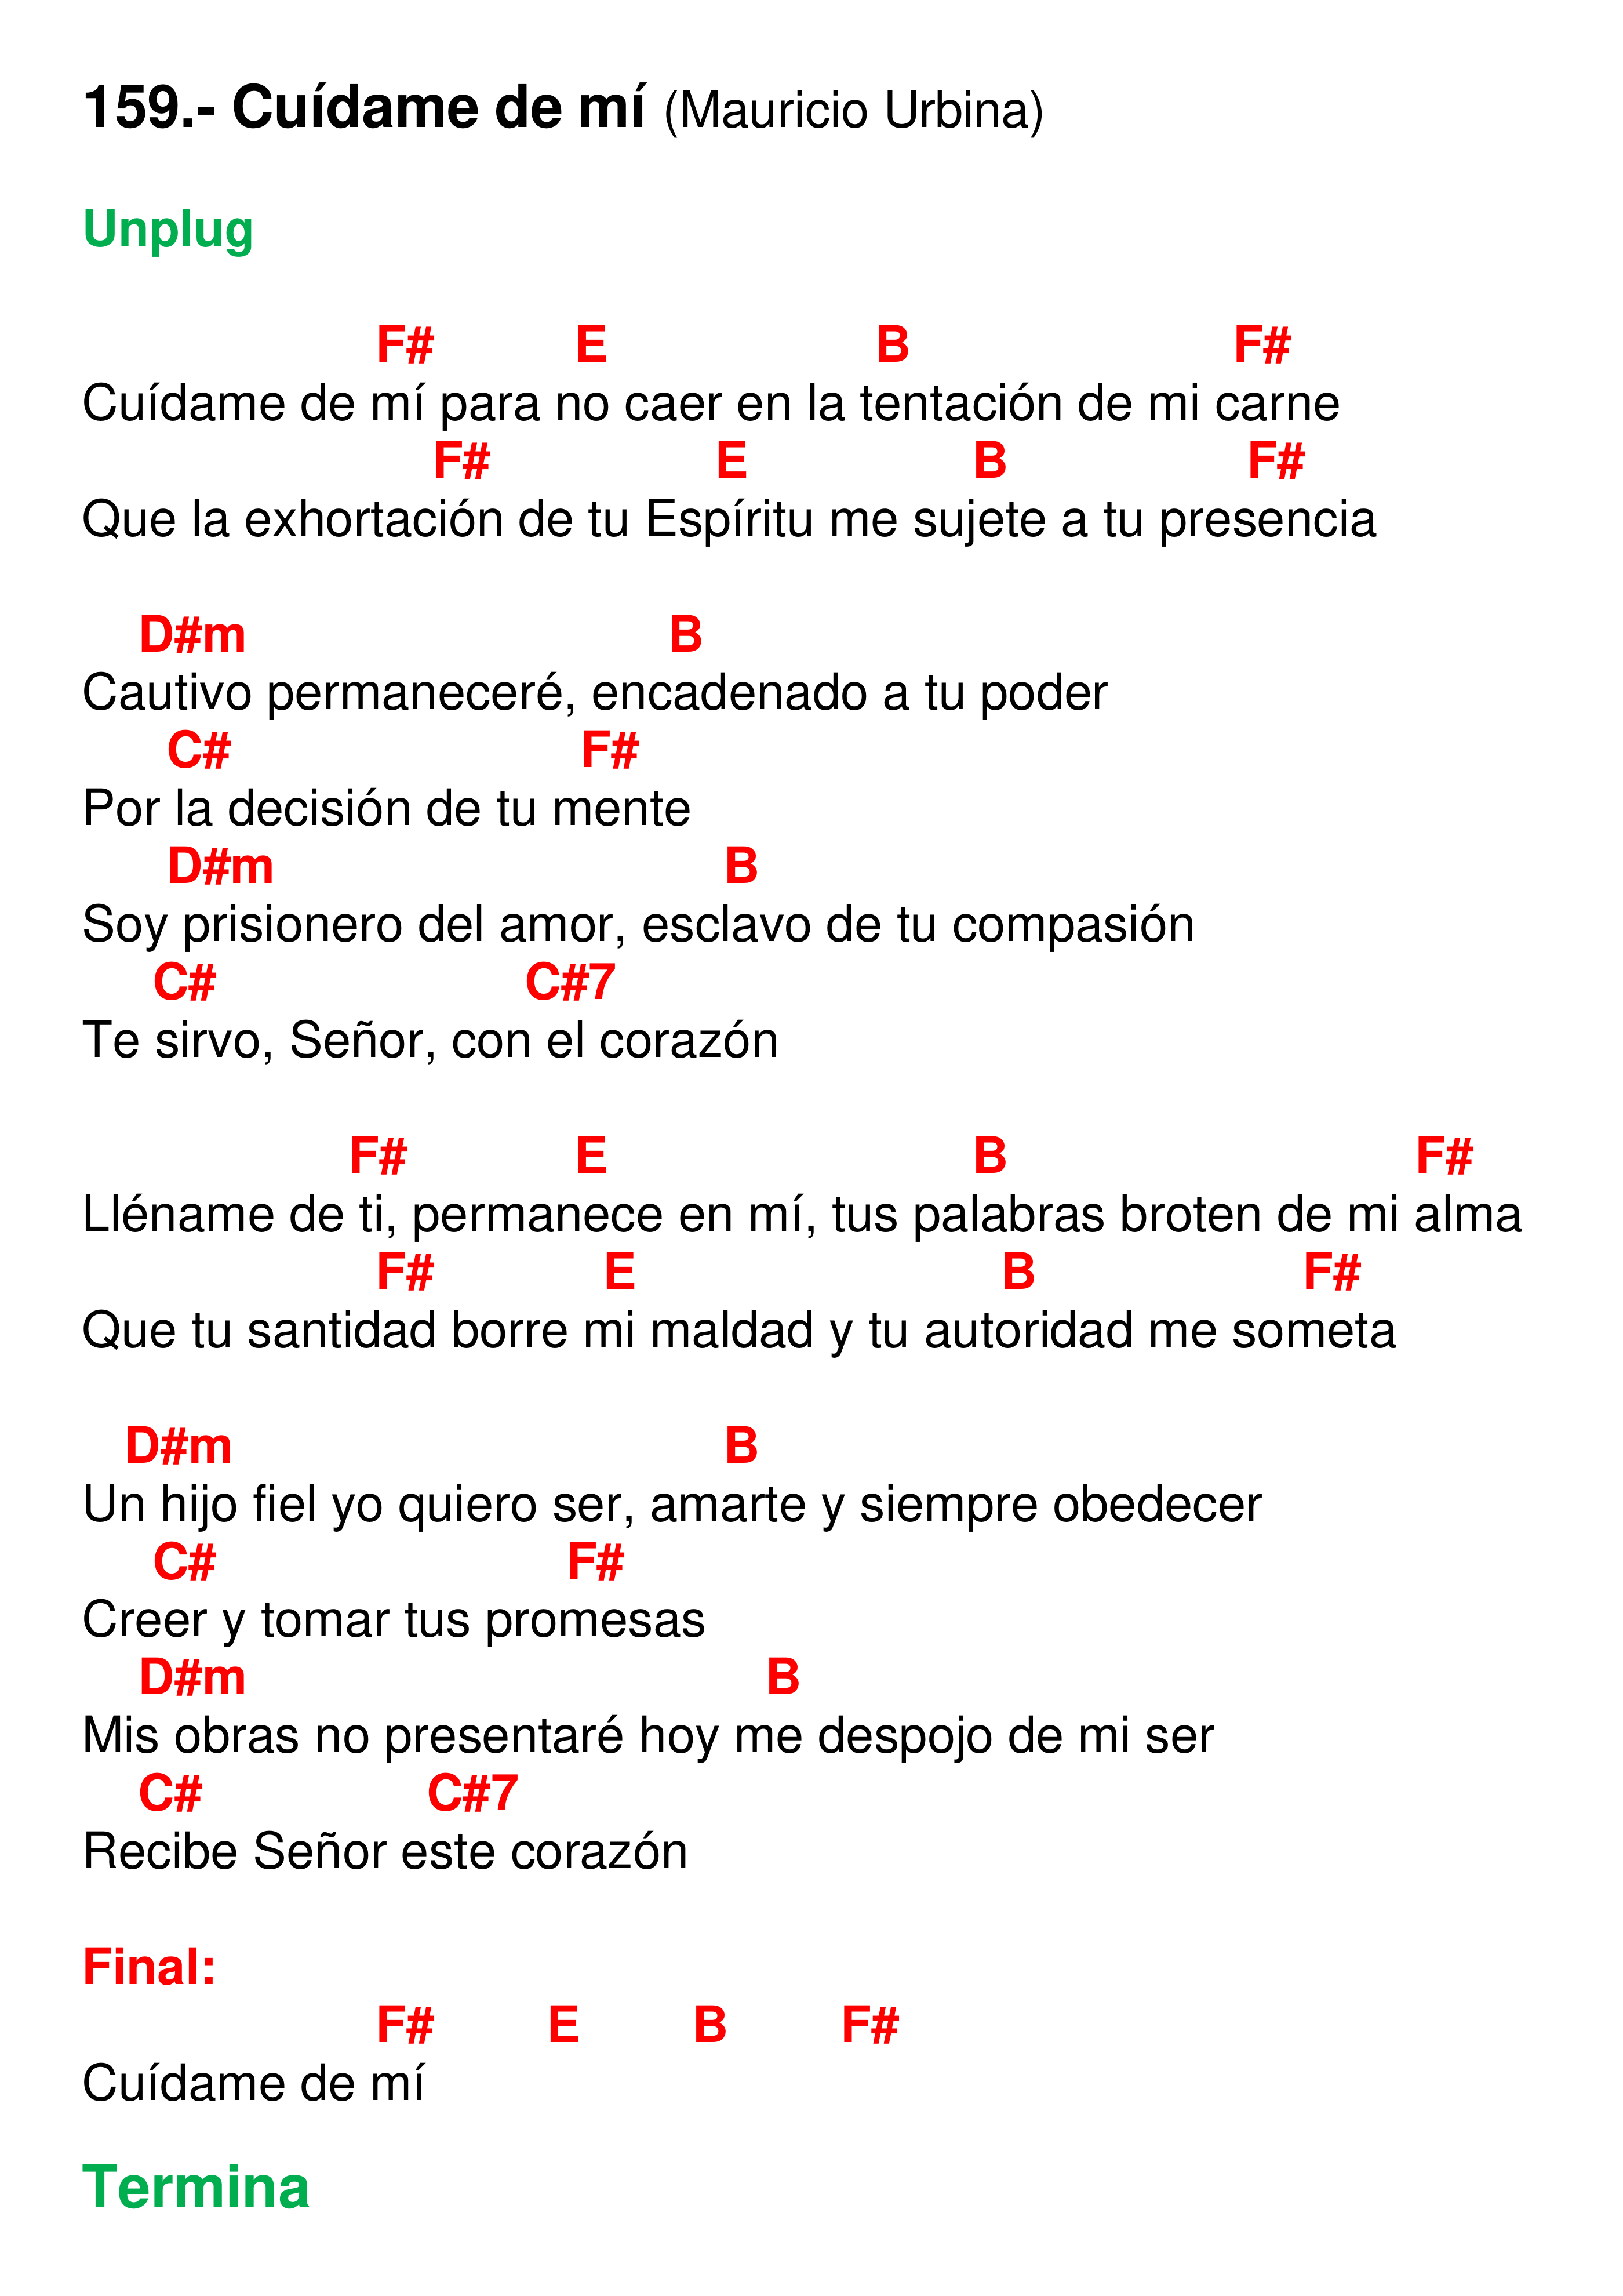 159.- Cuídame de mí (Mauricio Urbina)
Unplug
F# E B F#
Cuídame de mí para no caer en la tentación de mi carne
F# E B F#
Que la exhortación de tu Espíritu me sujete a tu presencia
D#m B
Cautivo permaneceré, encadenado a tu poder
C# F#
Por la decisión de tu mente
D#m B
Soy prisionero del amor, esclavo de tu compasión
C# C#7
Te sirvo, Señor, con el corazón
F# E B F#
Lléname de ti, permanece en mí, tus palabras broten de mi alma
F# E B F#
Que tu santidad borre mi maldad y tu autoridad me someta
D#m B
Un hijo fiel yo quiero ser, amarte y siempre obedecer
C# F#
Creer y tomar tus promesas
D#m B
Mis obras no presentaré hoy me despojo de mi ser
C# C#7
Recibe Señor este corazón
Final:
F# E B F#
Cuídame de mí
Termina